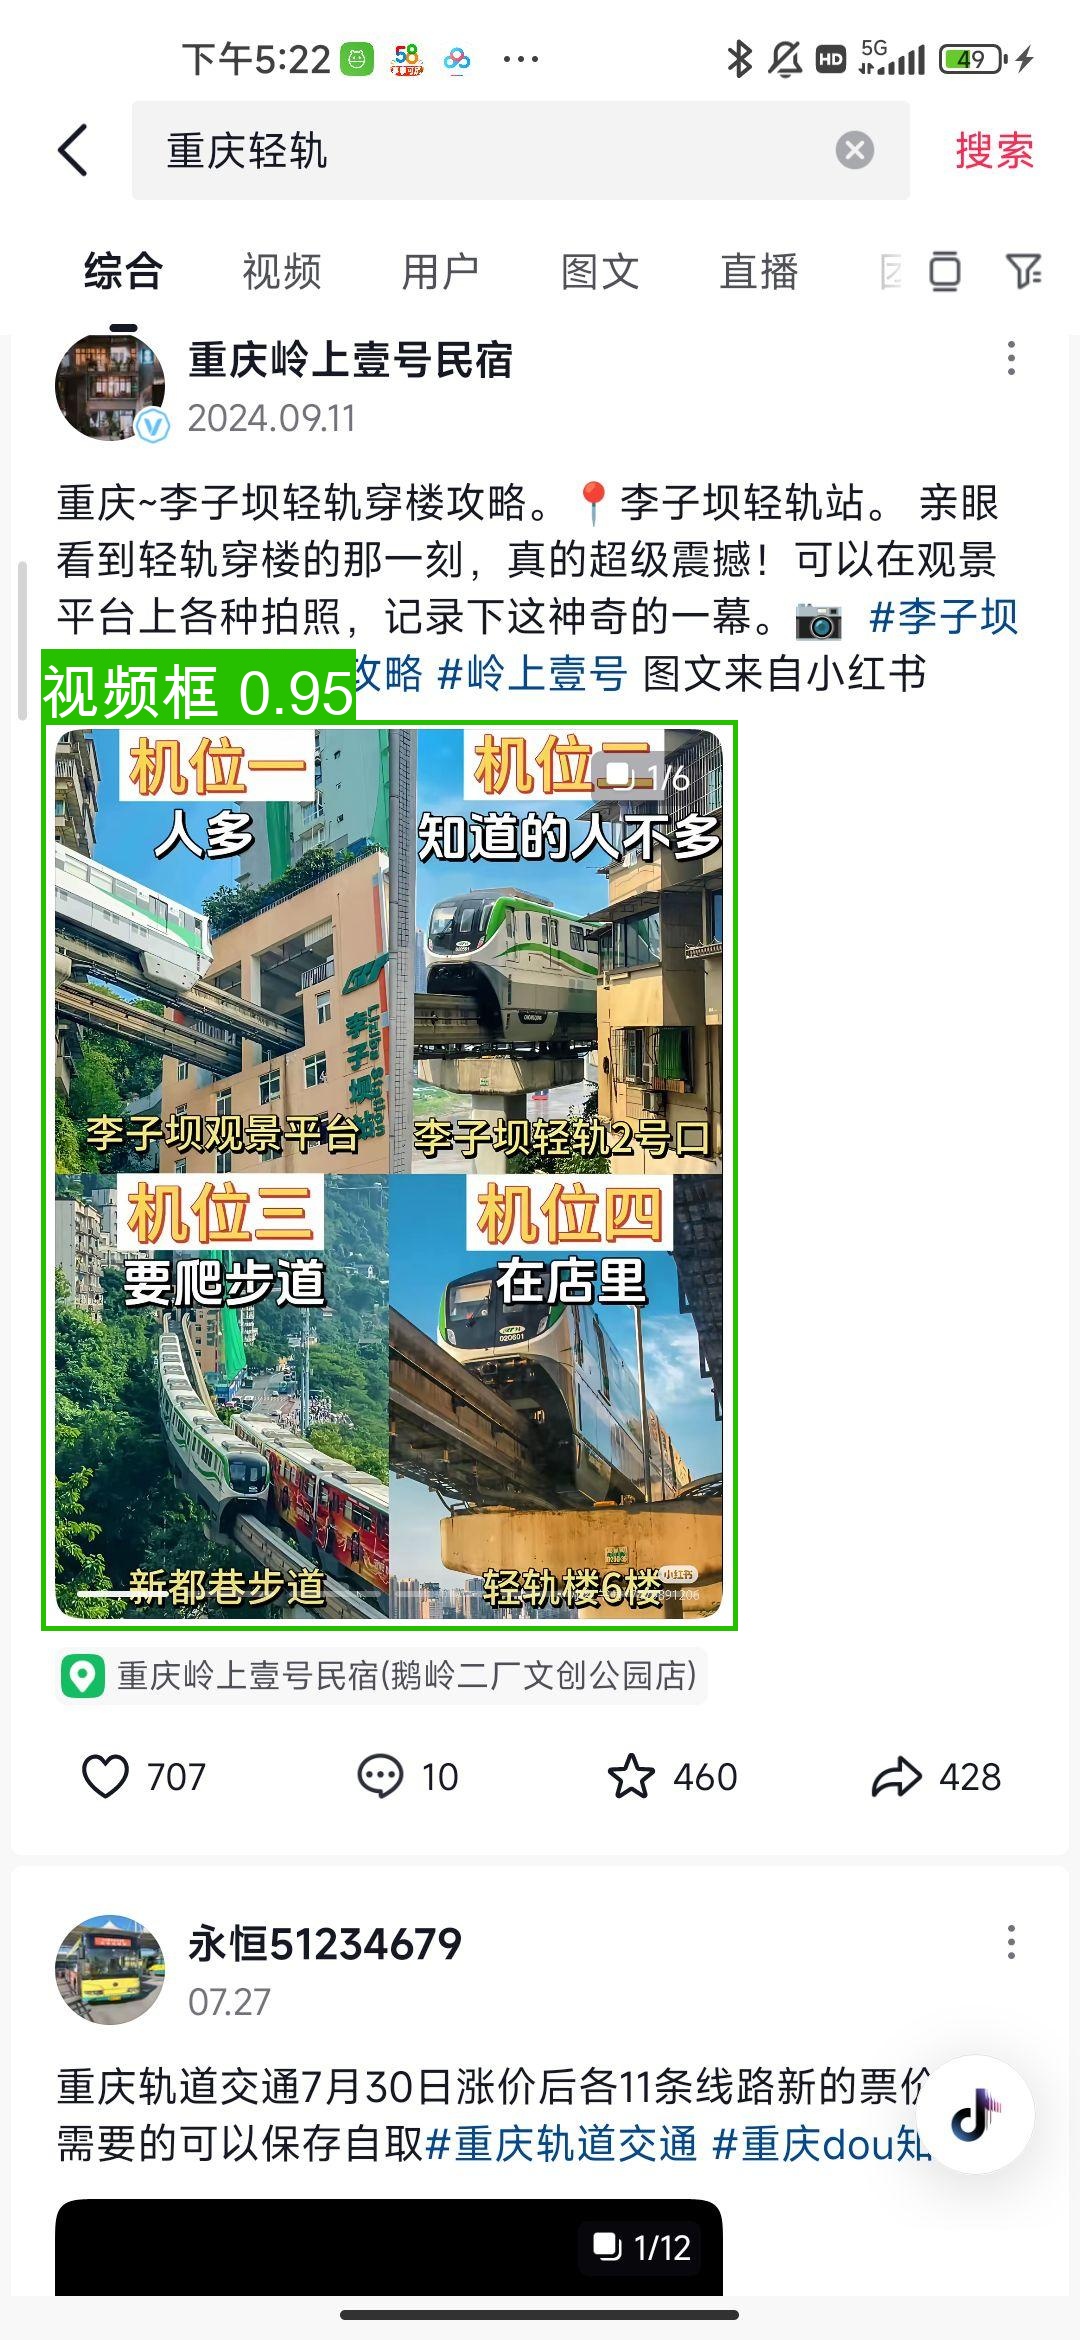 下午5:22
58
HD
5G
49
重庆轻轨
搜索
综合
视频
用户
图文
直播
重庆岭上壹号民宿
2024.09.11
重庆~李子坝轻轨穿楼攻略。📍李子坝轻轨站。 亲眼
看到轻轨穿楼的那一刻，真的超级震撼！可以在观景
平台上各种拍照，记录下这神奇的一幕。📷 #李子坝
攻略 #岭上壹号 图文来自小红书
视频框 0.95
1/6
机位一
人多
李子坝观景平台
机位二
知道的人不多
李子坝轻轨2号口
机位三
要爬步道
新都巷步道
机位四
在店里
020601
轻轨楼6楼
小红书
重庆岭上壹号民宿(鹅岭二厂文创公园店)
707
10
460
428
永恒51234679
07.27
重庆轨道交通7月30日涨价后各11条线路新的票价
需要的可以保存自取#重庆轨道交通 #重庆dou知
1/12